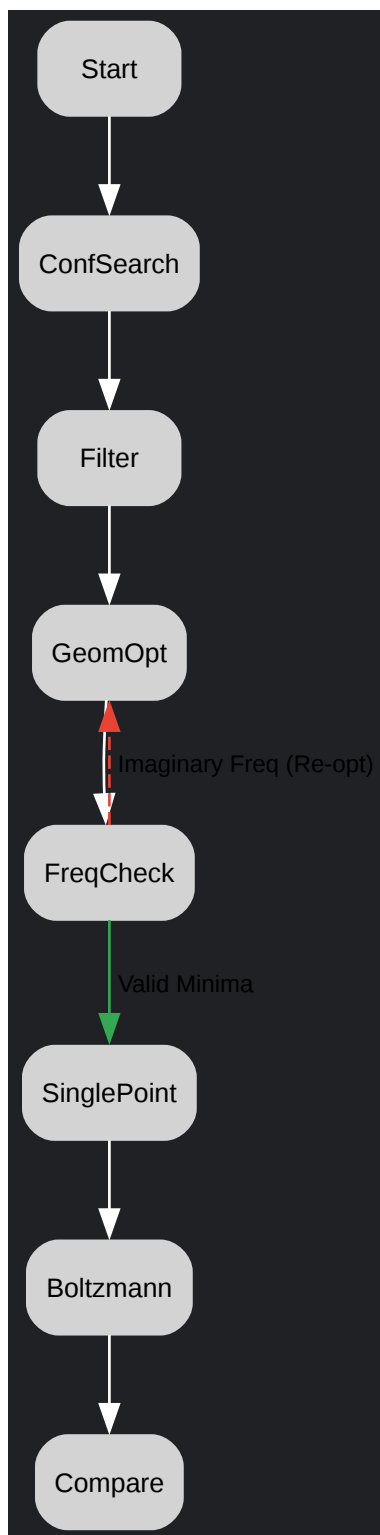 Start
ConfSearch
Filter
GeomOpt
Imaginary Freq (Re-opt)
FreqCheck
Valid Minima
SinglePoint
Boltzmann
Compare